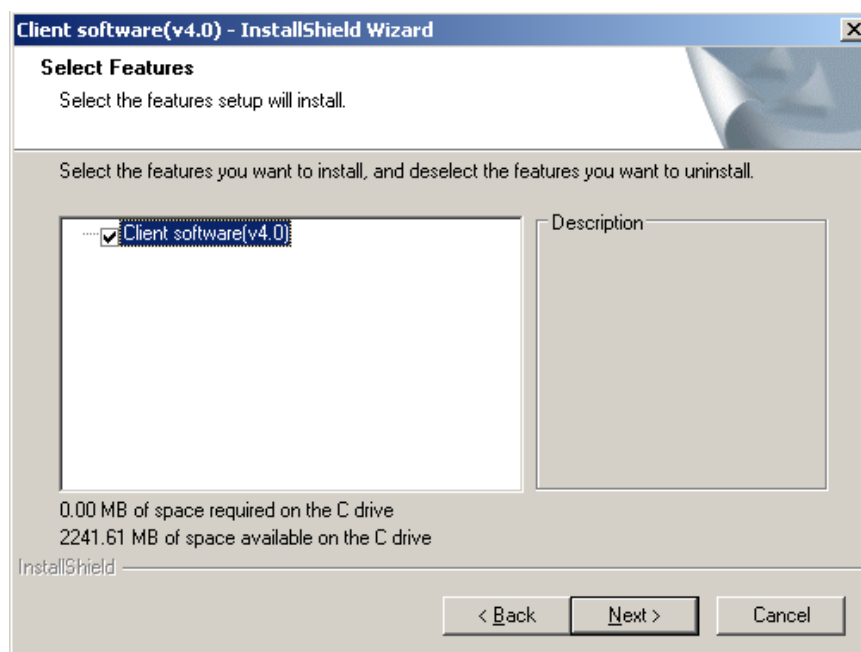 Client software(v4.0) - InstallShield Wizard
Select Features
Select the features setup will install.
Select the features you want to install, and deselect the features you want to uninstall.
Client software(v4.0)
Description
0.00 MB of space required on the C drive
2241.61 MB of space available on the C drive
InstallShield
< Back
Next >
Cancel